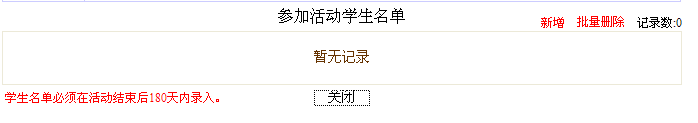 参加活动学生名单
新增 批量删除 记录数:0
暂无记录
学生名单必须在活动结束后180天内录入。
关闭